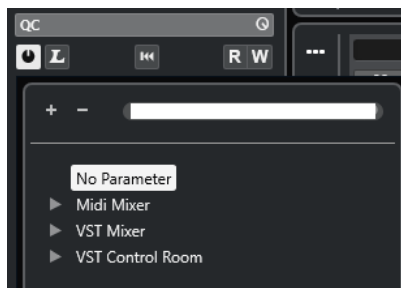 QC
L
R W
+ -
No Parameter
Midi Mixer
VST Mixer
VST Control Room